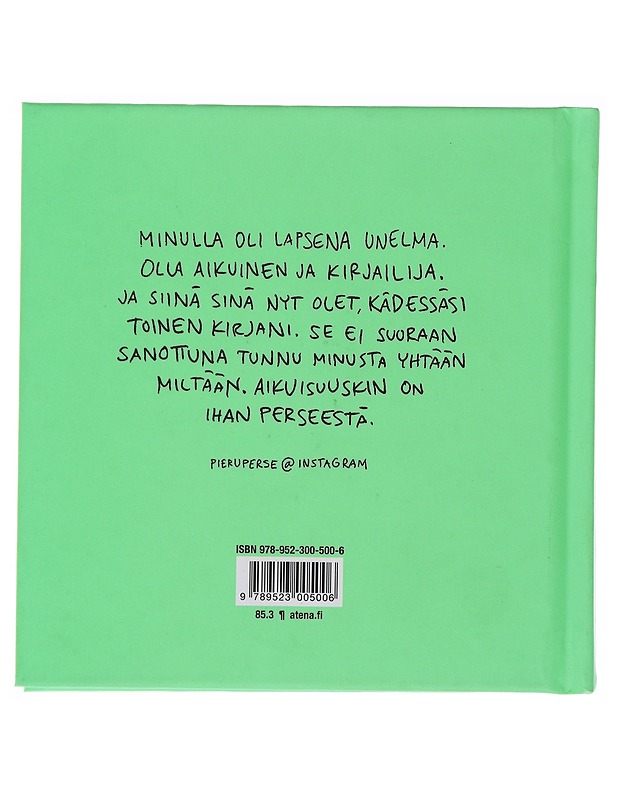 MINULLA OLI LAPSENA UNELMA.
OLLA AIKUINEN JA KIRJAILIJA.
JA SIINÄ SINÄ NYT OLET, KÄDESSÄSI
TOINEN KIRJANI. SE EI SUORAAN
SANOTTUNA TUNNU MINUSTA YHTÄÄN
MILTÄÄN. AIKUISUUSKIN ON
IHAN PERSEESTÄ.
PIERUPERSE@INSTAGRAM
ISBN 978-952-300-500-6
9 789523 005006
85.3 ¶ atena.fi